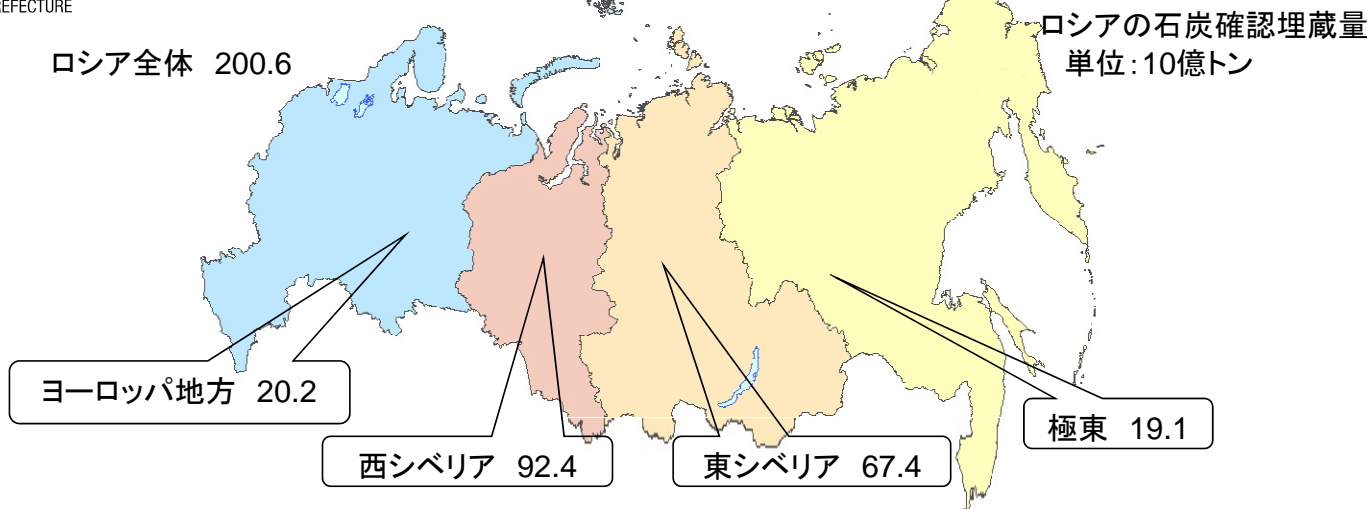 ロシアの石炭確認埋蔵量
単位：10億トン
ロシア全体 200.6
ヨーロッパ地方 20.2
西シベリア 92.4
東シベリア 67.4
極東 19.1